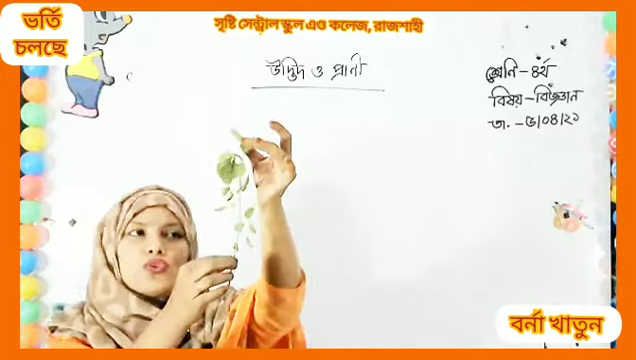 ভর্তি
চলছে
সৃষ্টি সেন্ট্রাল স্কুল এণ্ড কলেজ, রাজশাহী
উদ্ভিদ ও প্রাণী
শ্রেণি - ৪র্থ
বিষয় - বিজ্ঞান
তা. - ৬/০৪/২১
বর্না খাতুন